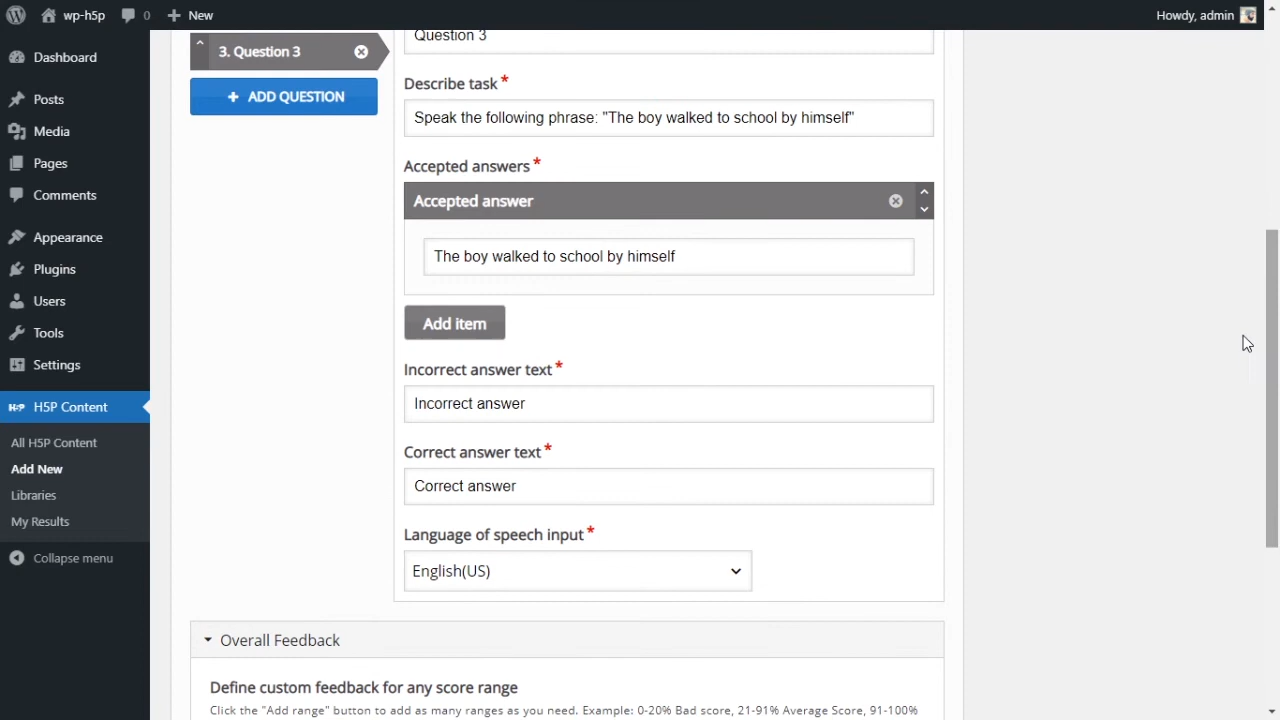 wp-h5p
0
New
Howdy, admin
Dashboard
Posts
Media
Pages
Comments
Appearance
Plugins
Users
Tools
Settings
H5P
H5P Content
All H5P Content
Add New
Libraries
My Results
Collapse menu
3. Question 3
ADD QUESTION
Question 3
Describe task *
Speak the following phrase: "The boy walked to school by himself"
Accepted answers *
Accepted answer
The boy walked to school by himself
Add item
Incorrect answer text *
Incorrect answer
Correct answer text *
Correct answer
Language of speech input *
English(US)
Overall Feedback
Define custom feedback for any score range
Click the "Add range" button to add as many ranges as you need. Example: 0-20% Bad score, 21-91% Average Score, 91-100%